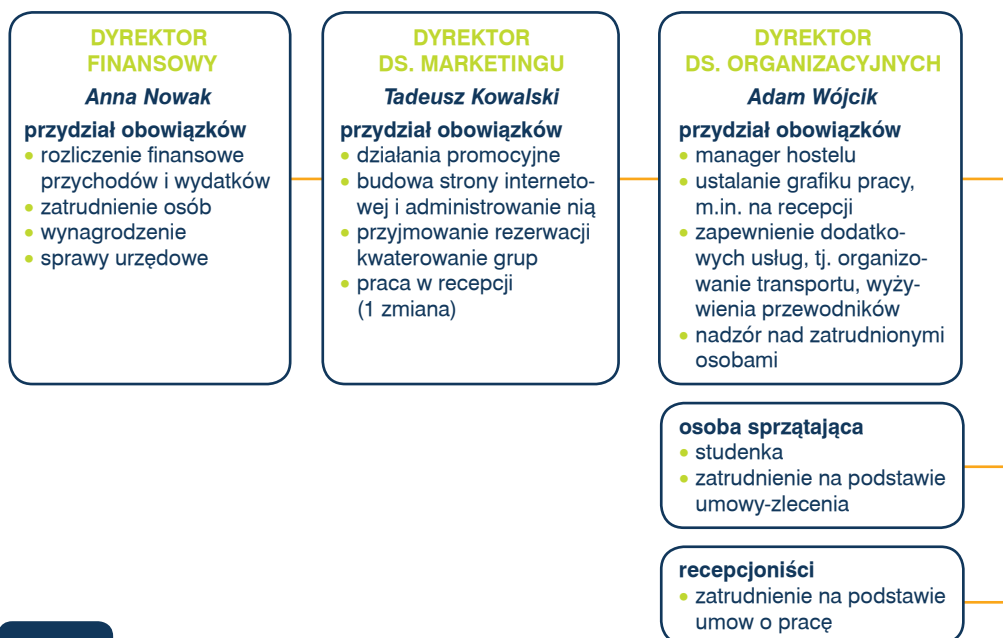 DYREKTOR
FINANSOWY
Anna Nowak
przydział obowiązków
• rozliczenie finansowe
przychodów i wydatków
• zatrudnienie osób
• wynagrodzenie
• sprawy urzędowe
DYREKTOR
DS. MARKETINGU
Tadeusz Kowalski
przydział obowiązków
• działania promocyjne
• budowa strony interneto-
wej i administrowanie nią
• przyjmowanie rezerwacji
kwaterowanie grup
• praca w recepcji
(1 zmiana)
DYREKTOR
DS. ORGANIZACYJNYCH
Adam Wójcik
przydział obowiązków
• manager hostelu
• ustalanie grafiku pracy,
m.in. na recepcji
• zapewnienie dodatko-
wych usług, tj. organizo-
wanie transportu, wyży-
wienia przewodników
• nadzór nad zatrudnionymi
osobami
osoba sprzątająca
• studenka
• zatrudnienie na podstawie
umowy-zlecenia
recepcjoniści
• zatrudnienie na podstawie
umow o pracę